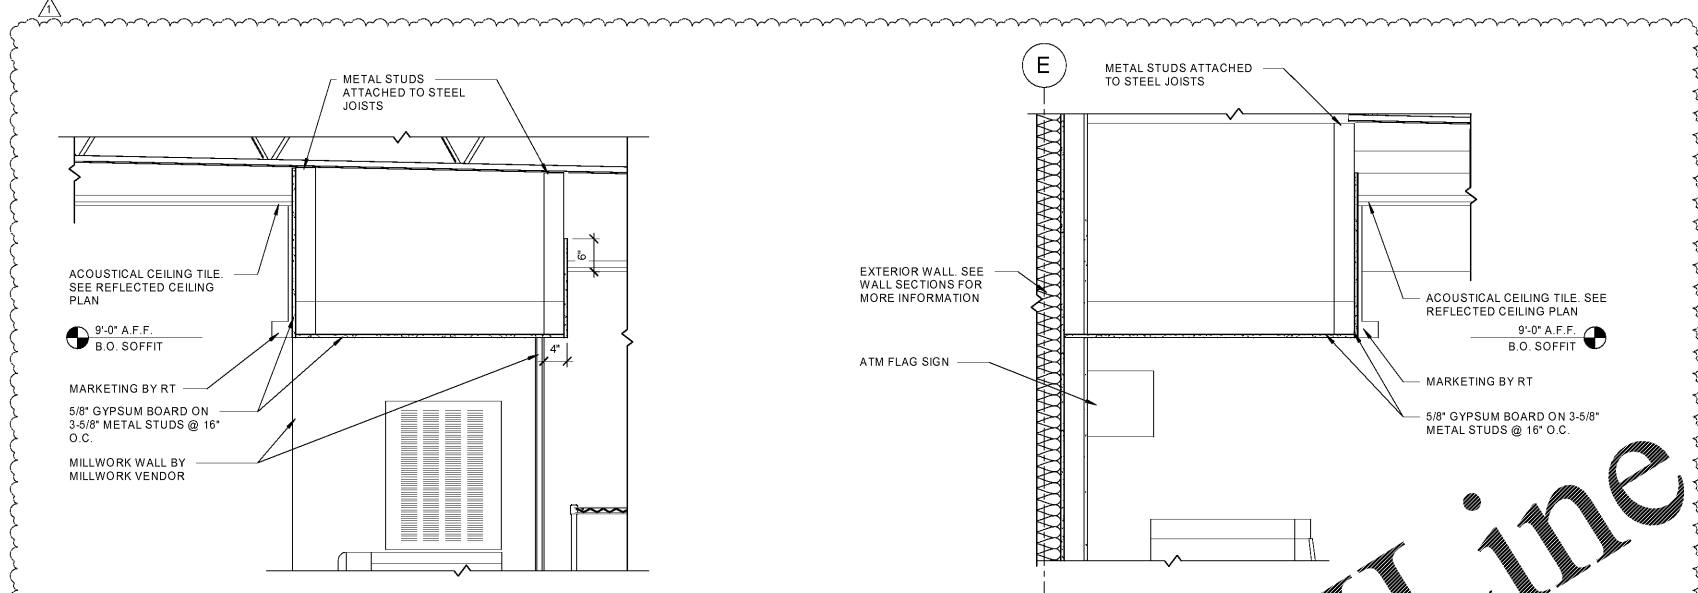 1
METAL STUDS
ATTACHED TO STEEL
JOISTS
6"
ACOUSTICAL CEILING TILE.
SEE REFLECTED CEILING
PLAN
9'-0" A.F.F.
B.O. SOFFIT
4"
MARKETING BY RT
5/8" GYPSUM BOARD ON
3-5/8" METAL STUDS @ 16"
O.C.
MILLWORK WALL BY
MILLWORK VENDOR
E
METAL STUDS ATTACHED
TO STEEL JOISTS
EXTERIOR WALL. SEE
WALL SECTIONS FOR
MORE INFORMATION
ATM FLAG SIGN
ACOUSTICAL CEILING TILE. SEE
REFLECTED CEILING PLAN
9'-0" A.F.F.
B.O. SOFFIT
MARKETING BY RT
5/8" GYPSUM BOARD ON 3-5/8"
METAL STUDS @ 16" O.C.
Line